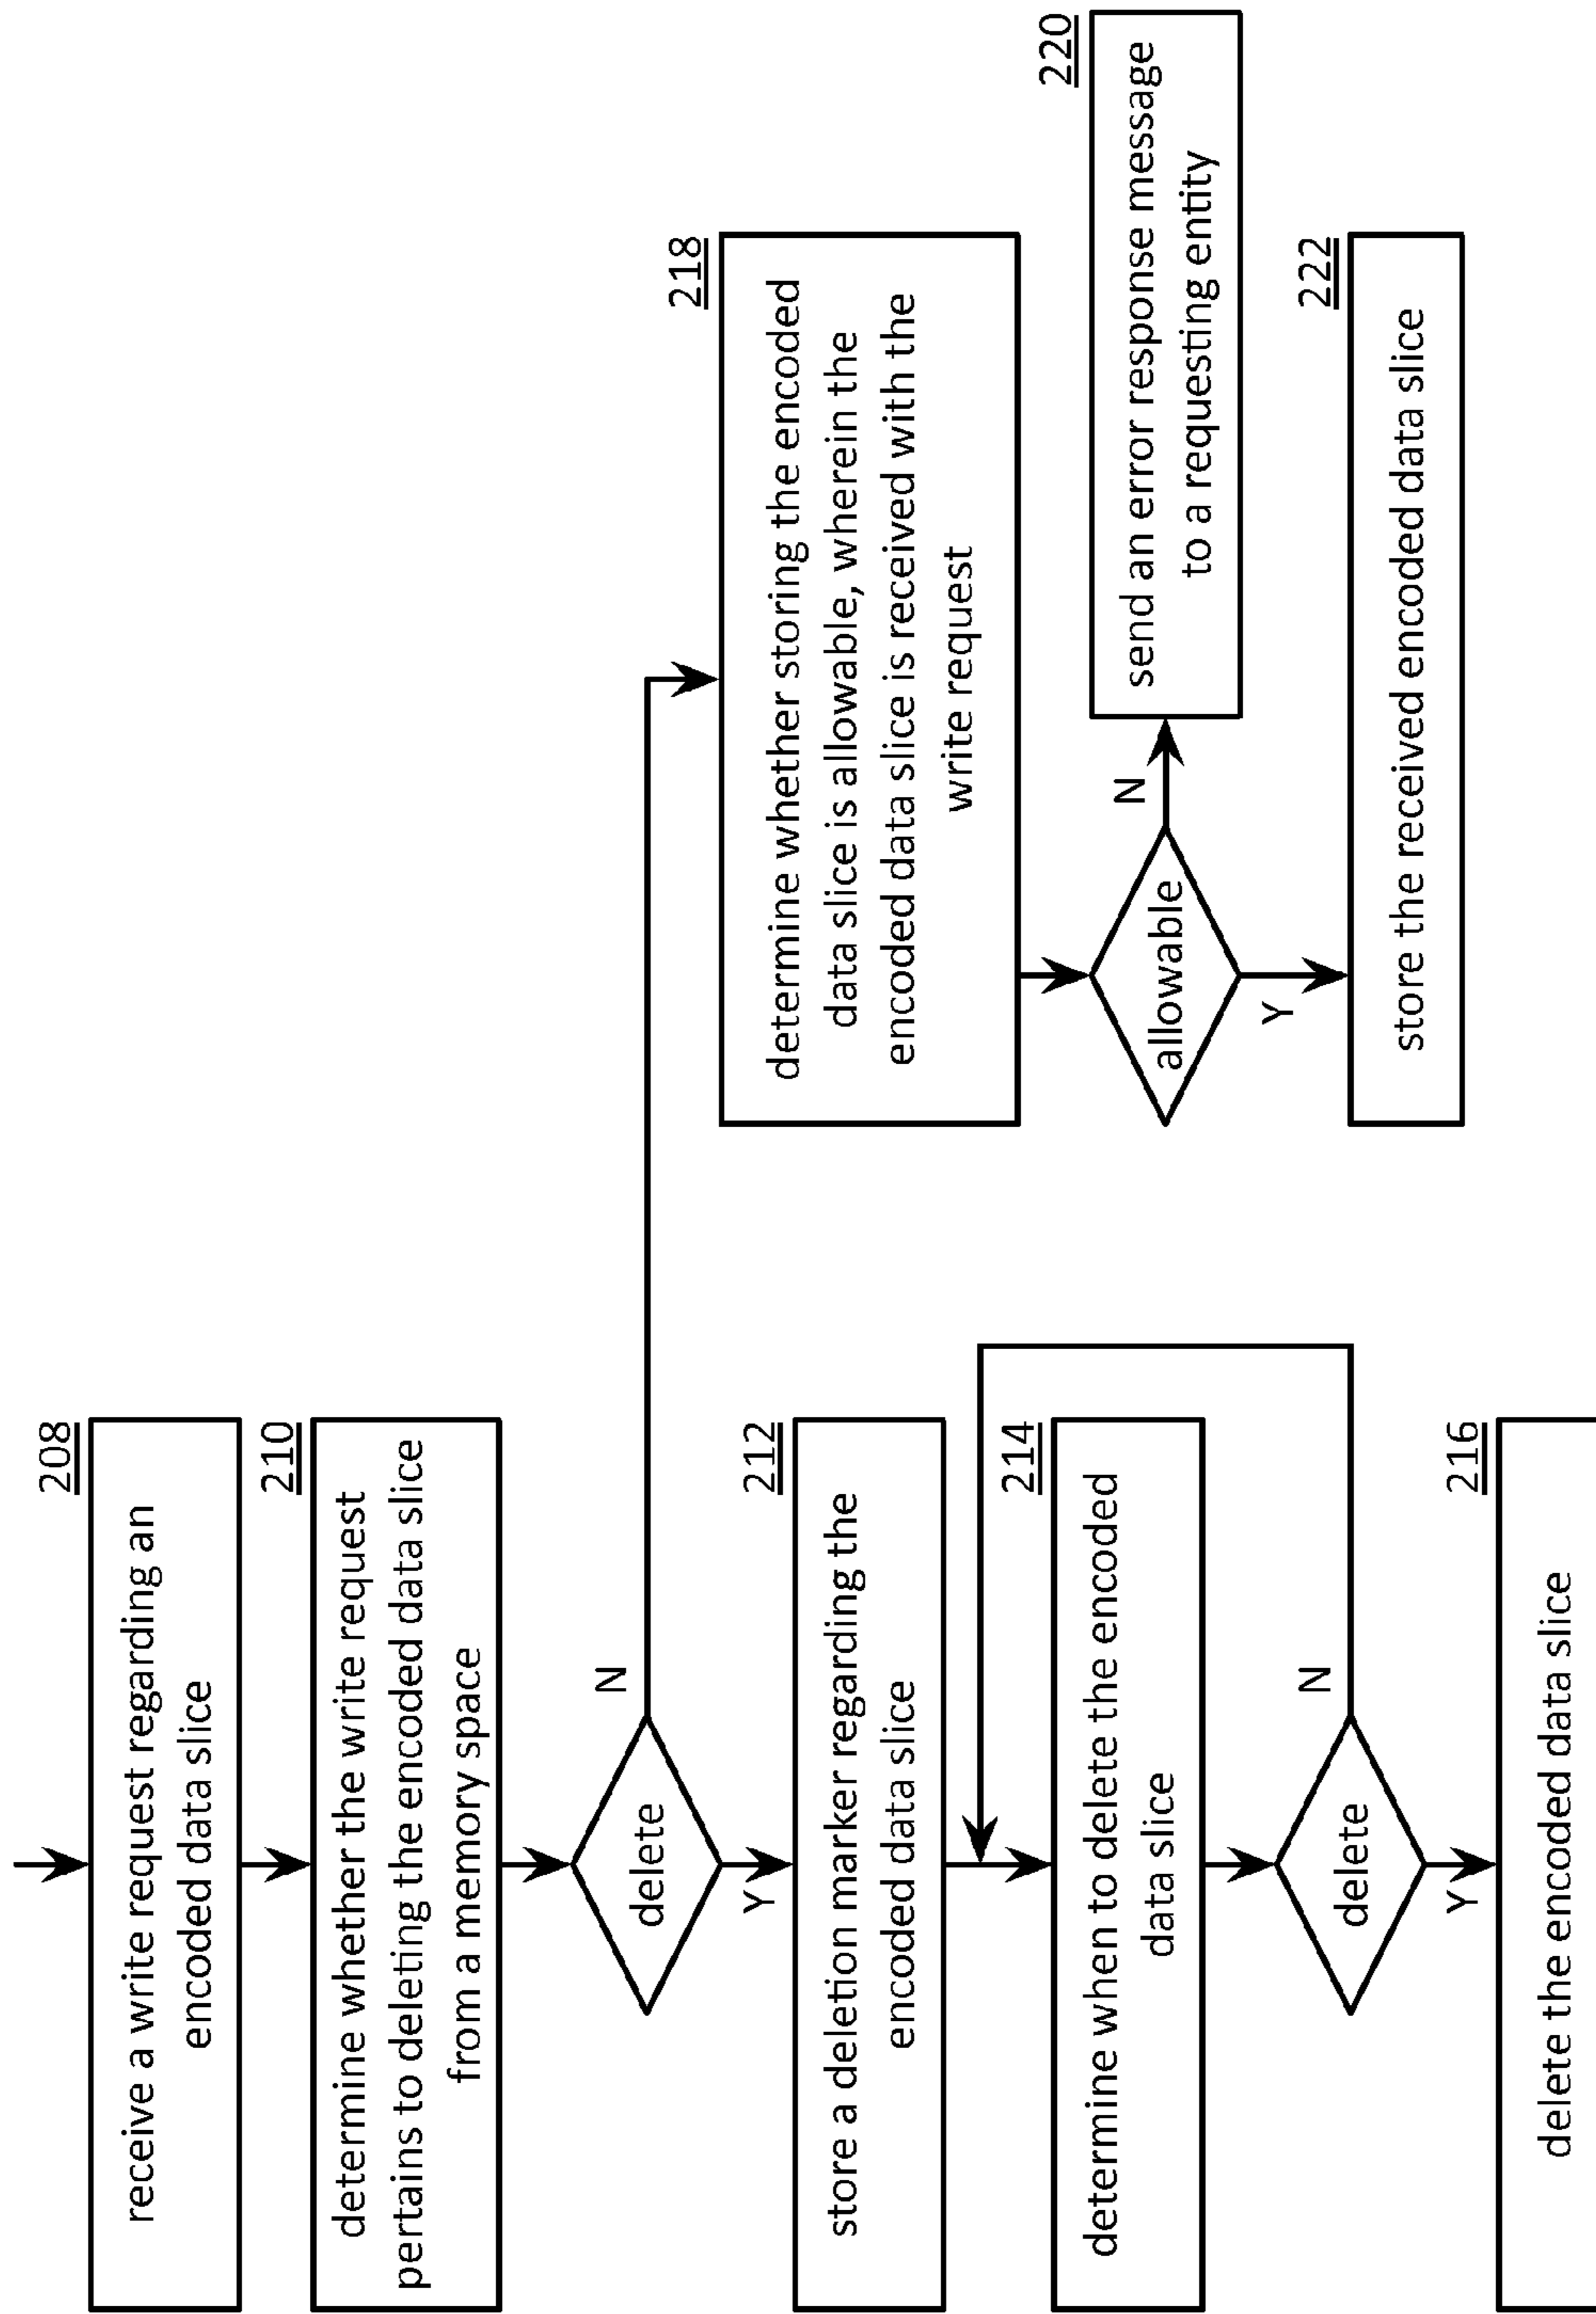 208
receive a write request regarding an
encoded data slice
210
determine whether the write request
pertains to deleting the encoded data slice
from a memory space
delete
N
Y
212
store a deletion marker regarding the
encoded data slice
214
determine when to delete the encoded
data slice
delete
N
Y
216
delete the encoded data slice
218
determine whether storing the encoded
data slice is allowable, wherein the
encoded data slice is received with the
write request
allowable
N
Y
220
send an error response message
to a requesting entity
222
store the received encoded data slice